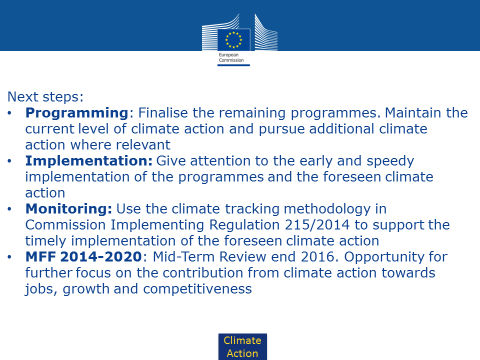 European
Commission
Next steps:
• Programming: Finalise the remaining programmes. Maintain the
current level of climate action and pursue additional climate
action where relevant
• Implementation: Give attention to the early and speedy
implementation of the programmes and the foreseen climate
action
• Monitoring: Use the climate tracking methodology in
Commission Implementing Regulation 215/2014 to support the
timely implementation of the foreseen climate action
• MFF 2014-2020: Mid-Term Review end 2016. Opportunity for
further focus on the contribution from climate action towards
jobs, growth and competitiveness
Climate
Action